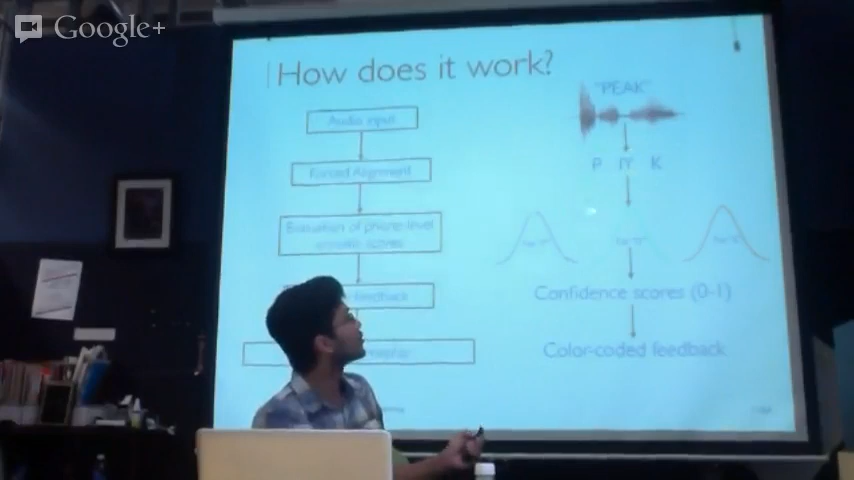 Google+
How does it work?
Audio input
Forced Alignment
Evaluation of phone-level
scores
feedback
"PEAK"
P IY K
Confidence scores (0-1)
Color-coded feedback